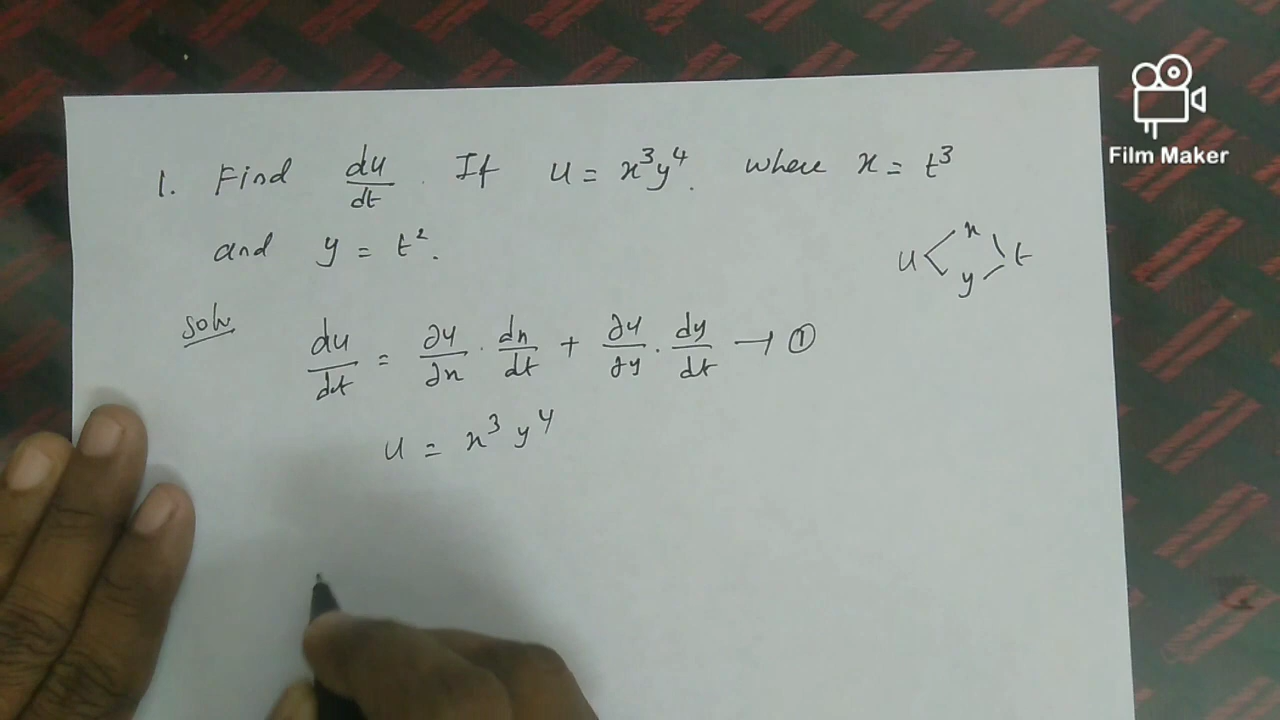 Film Maker
1. Find du/dt. If u = x³y⁴. where x = t³
and y = t².
u < x y > t
soln
du/dt = ∂u/∂x . dx/dt + ∂u/∂y . dy/dt → ①
u = x³ y⁴